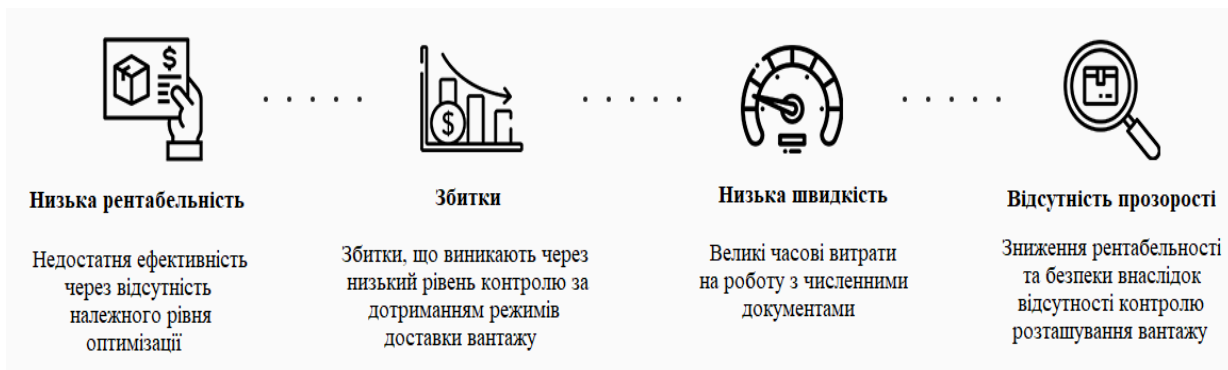 Низька рентабельність
Недостатня ефективність
через відсутність
належного рівня
оптимізації
Збитки
Збитки, що виникають через
низький рівень контролю за
дотриманням режимів
доставки вантажу
Низька швидкість
Великі часові витрати
на роботу з численними
документами
Відсутність прозорості
Зниження рентабельності
та безпеки внаслідок
відсутності контролю
розташування вантажу